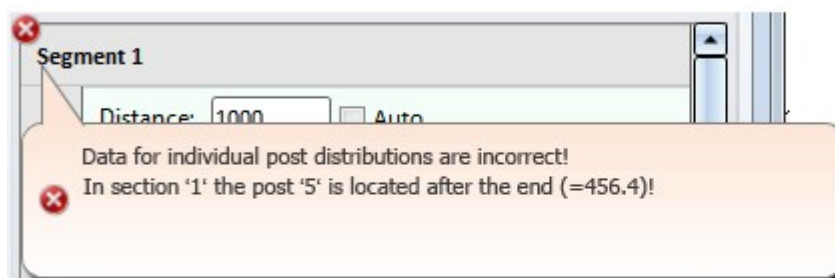 Segment 1
Distance: 1000 Auto
Data for individual post distributions are incorrect!
In section '1' the post '5' is located after the end (=456.4)!